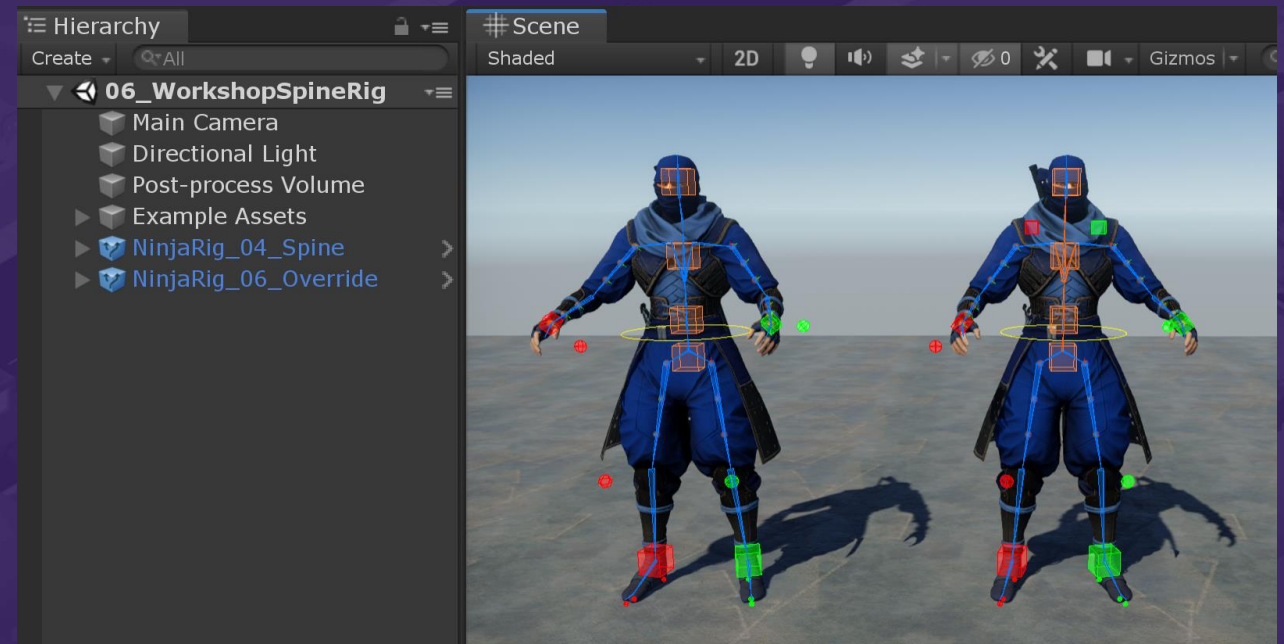 Hierarchy
Create
All
06_WorkshopSpineRig
Main Camera
Directional Light
Post-process Volume
Example Assets
NinjaRig_04_Spine
NinjaRig_06_Override
Scene
Shaded
2D
0
Gizmos